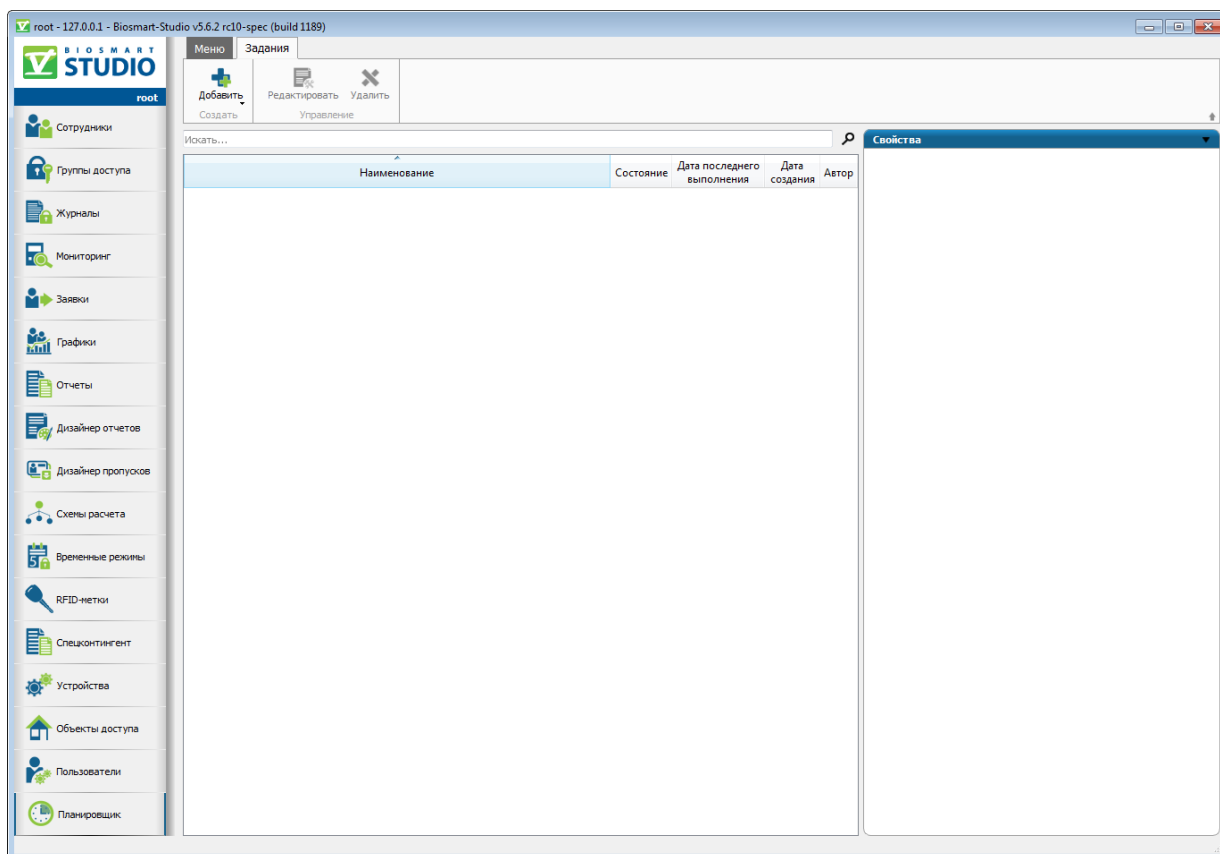 root - 127.0.0.1 - Biosmart-Studio v5.6.2 rc10-spec (build 1189)
BIOSMART
STUDIO
root
Меню Задания
Добавить Редактировать Удалить
Создать Управление
Искать...
Свойства
Наименование Состояние Дата последнего выполнения Дата создания Автор
Сотрудники
Группы доступа
Журналы
Мониторинг
Заявки
Графики
Отчеты
Дизайнер отчетов
Дизайнер пропусков
Схемы расчета
Временные режимы
RFID-метки
Спецконтингент
Устройства
Объекты доступа
Пользователи
Планировщик